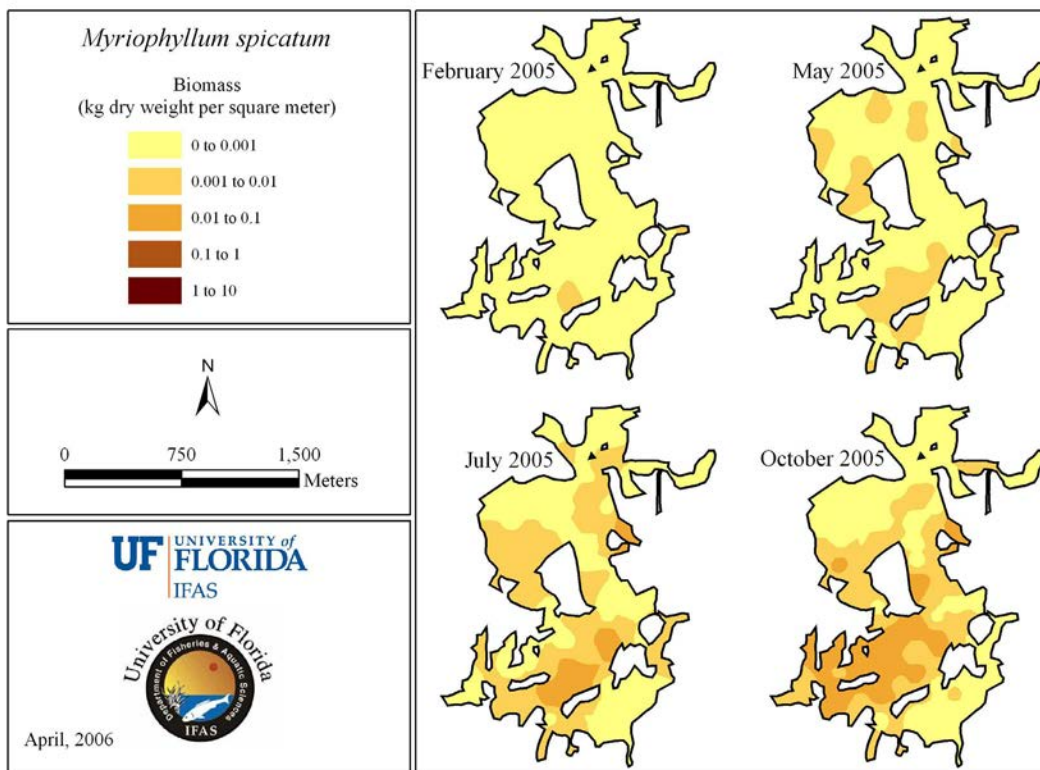 Myriophyllum spicatum
Biomass
(kg dry weight per square meter)
0 to 0.001
0.001 to 0.01
0.01 to 0.1
0.1 to 1
1 to 10
N
0 750 1,500
Meters
UF UNIVERSITY of
FLORIDA
IFAS
University of Florida
Department of Fisheries & Aquatic Sciences
IFAS
April, 2006
February 2005
May 2005
July 2005
October 2005